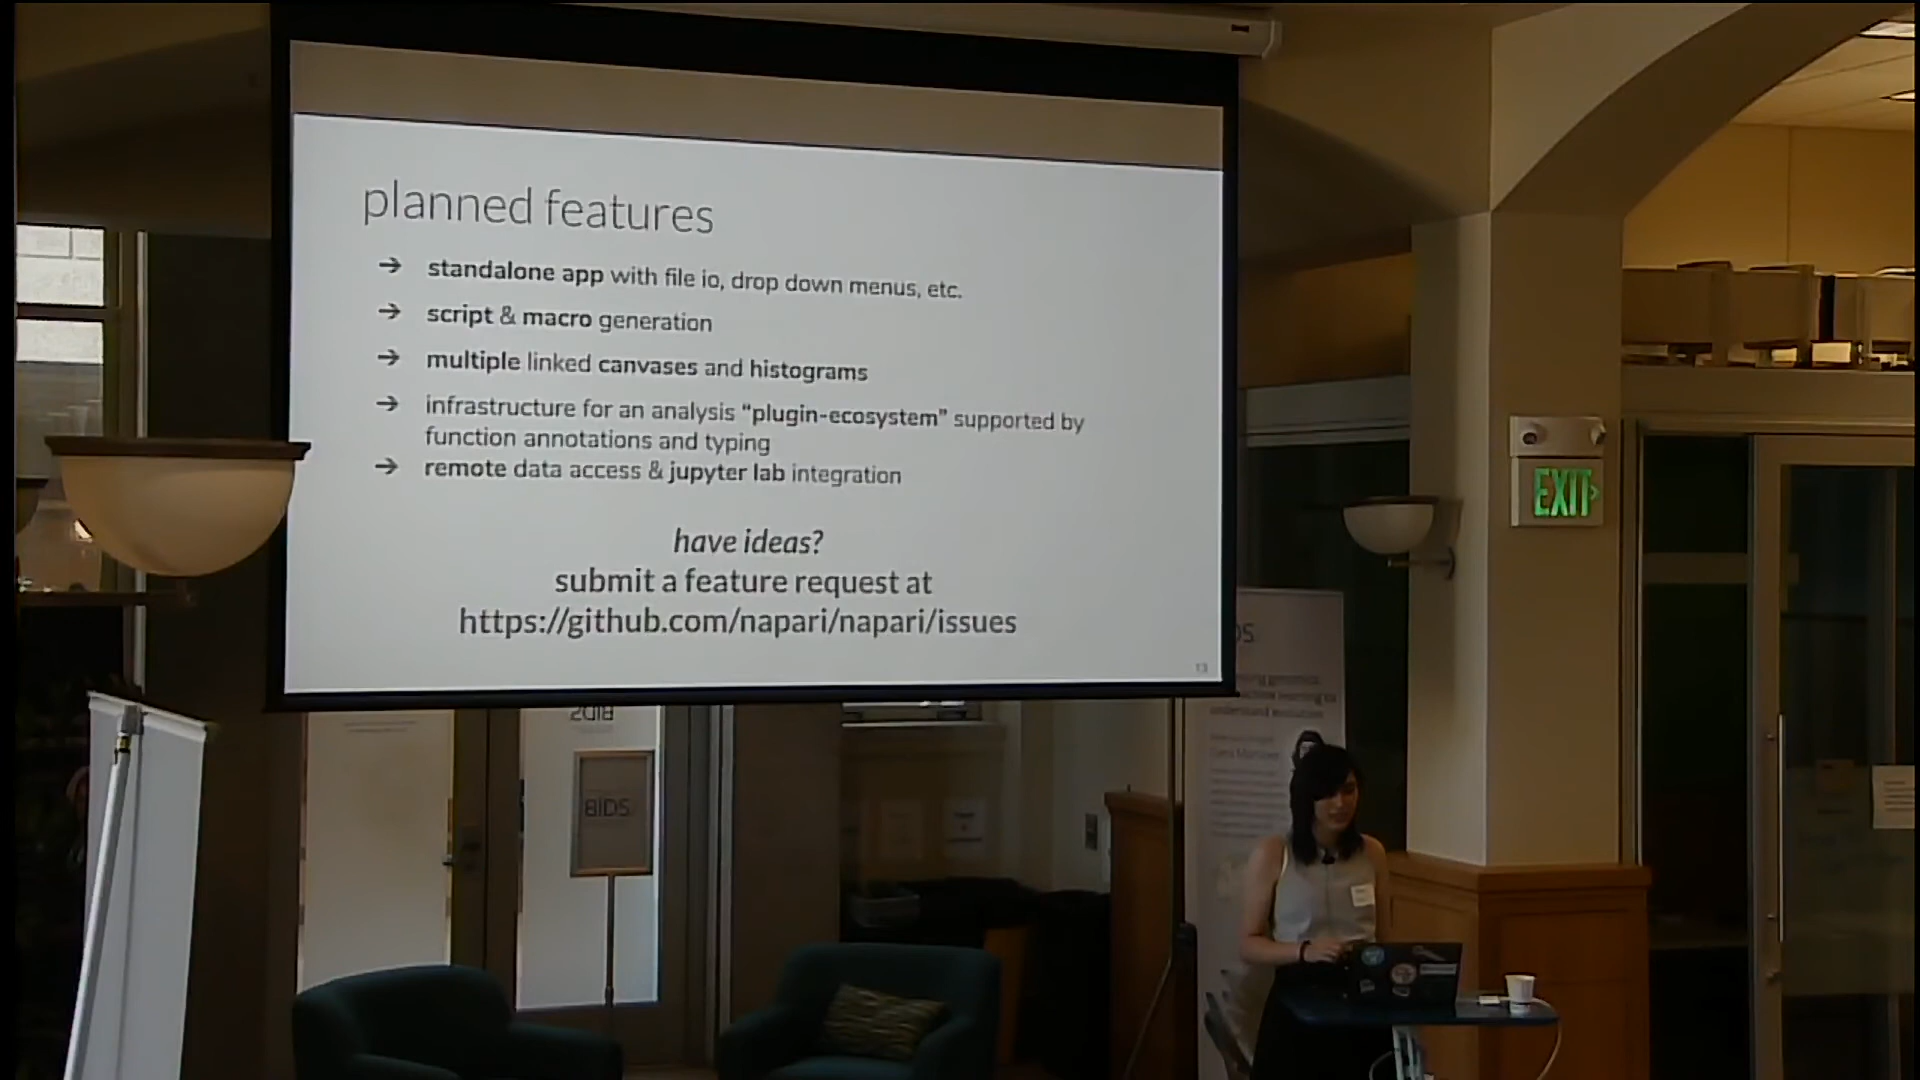 planned features
→ standalone app with file io, drop down menus, etc.
→ script & macro generation
→ multiple linked canvases and histograms
→ infrastructure for an analysis “plugin-ecosystem” supported by
function annotations and typing
→ remote data access & jupyter lab integration
have ideas?
submit a feature request at
https://github.com/napari/napari/issues
13
EXIT
BIDS
BIDS